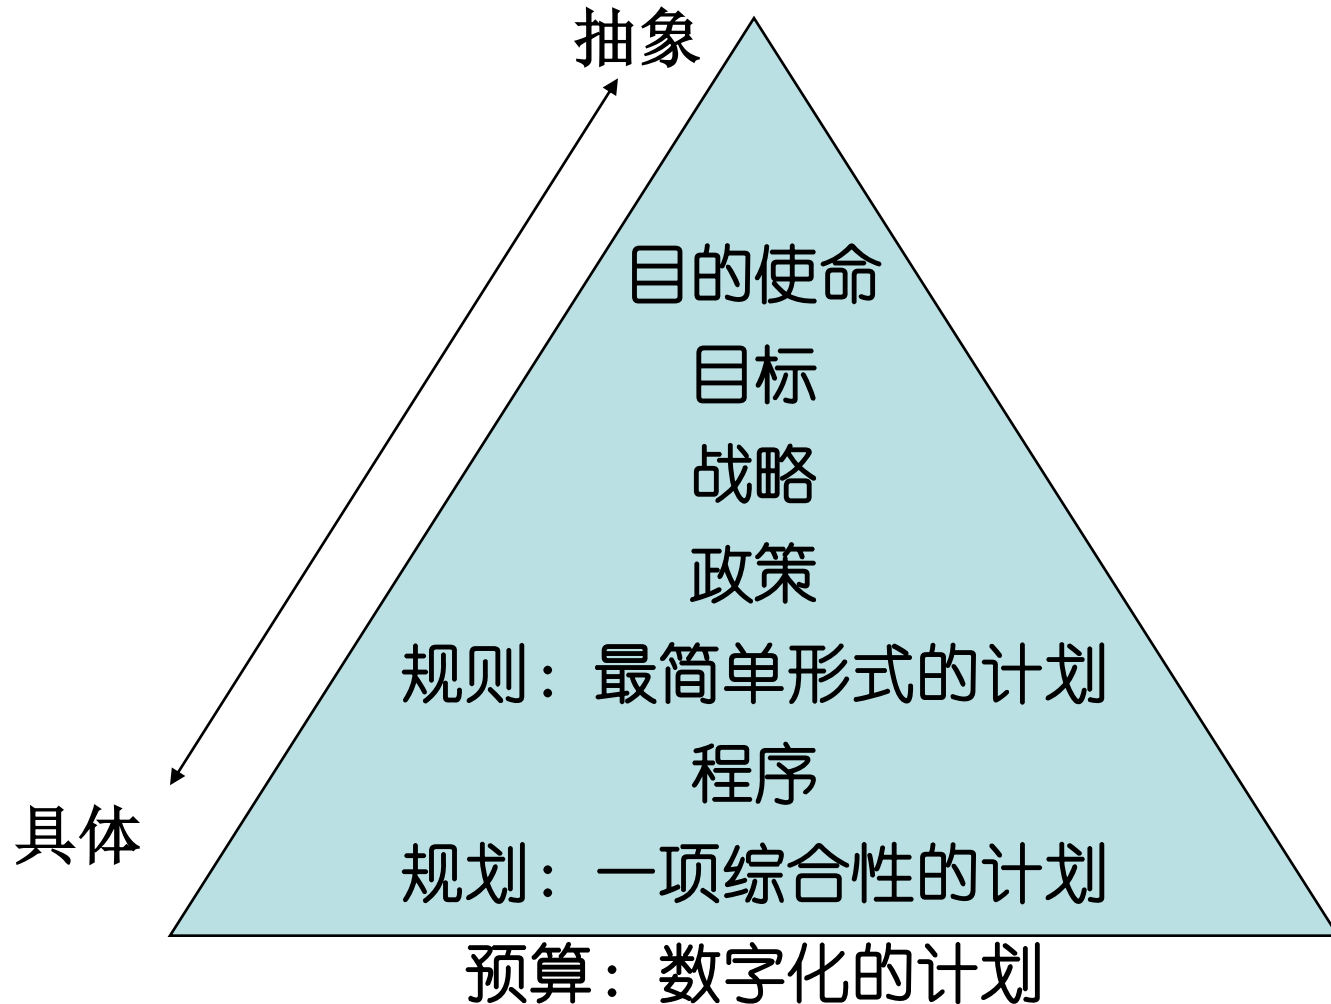 抽象
目的使命
目标
战略
政策
规则：最简单形式的计划
程序
具体
规划：一项综合性的计划
预算：数字化的计划